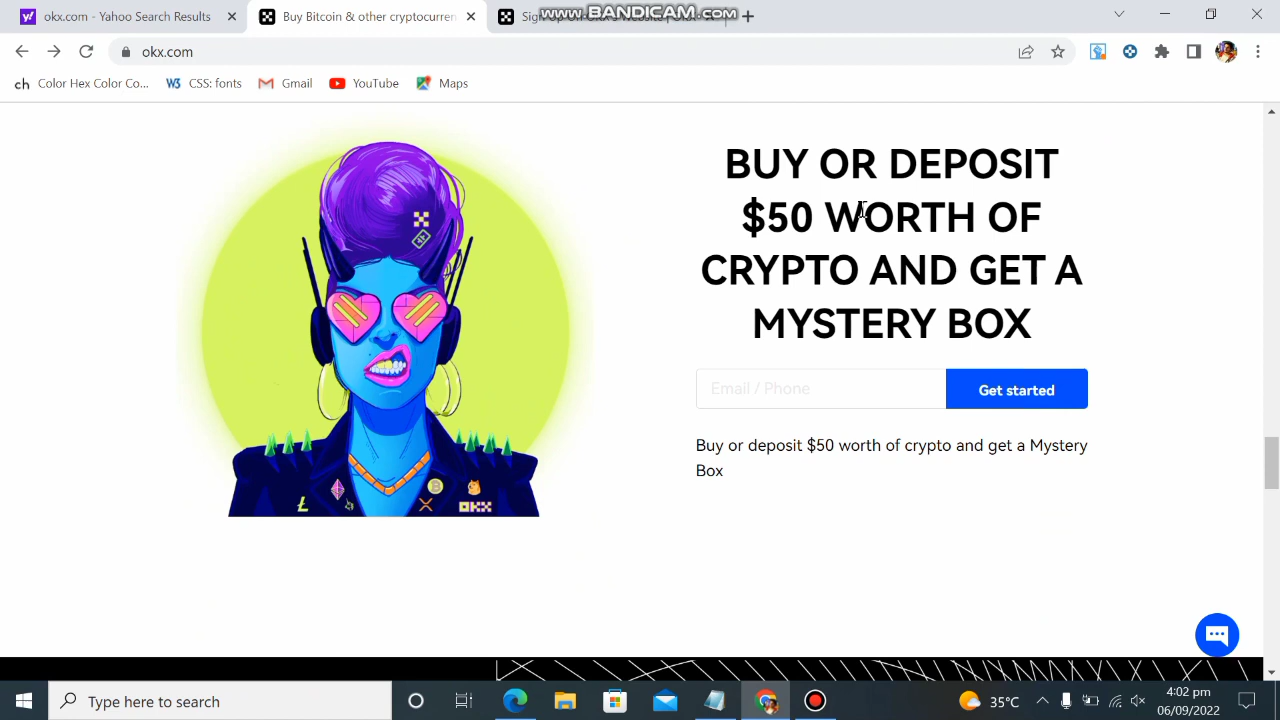 okx.com - Yahoo Search Results
Buy Bitcoin & other cryptocurren
www.BANDICAM.com
okx.com
ch Color Hex Color Co...
W3 CSS: fonts
Gmail
YouTube
Maps
BUY OR DEPOSIT
$50 WORTH OF
CRYPTO AND GET A
MYSTERY BOX
Email / Phone
Get started
Buy or deposit $50 worth of crypto and get a Mystery
Box
OKX
Type here to search
35°C
4:02 pm
06/09/2022